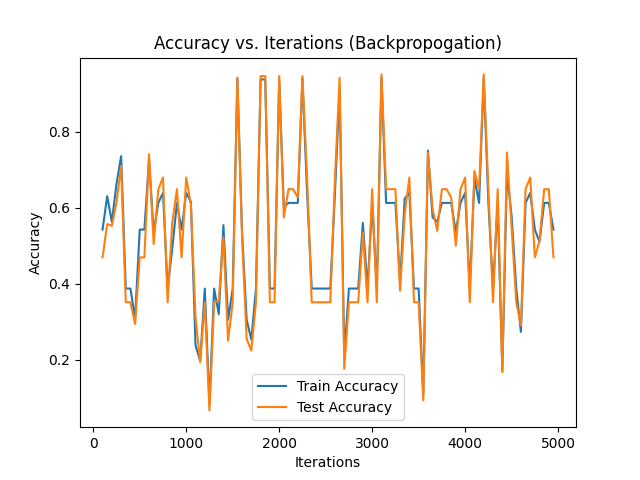 Accuracy vs. Iterations (Backpropogation)
Accuracy
0.8
0.6
0.4
0.2
Train Accuracy
Test Accuracy
0 1000 2000 3000 4000 5000
Iterations